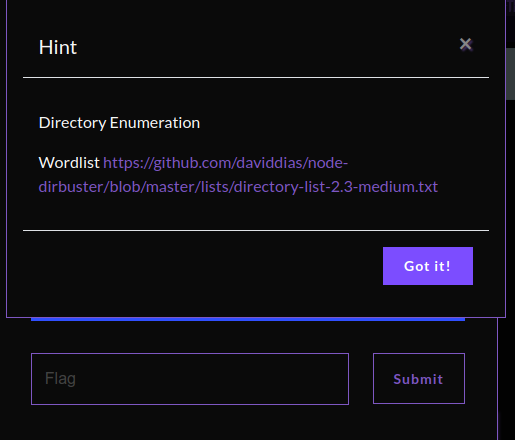 Hint
×
Directory Enumeration
Wordlist https://github.com/daviddias/node-
dirbuster/blob/master/lists/directory-list-2.3-medium.txt
Got it!
Flag
Submit